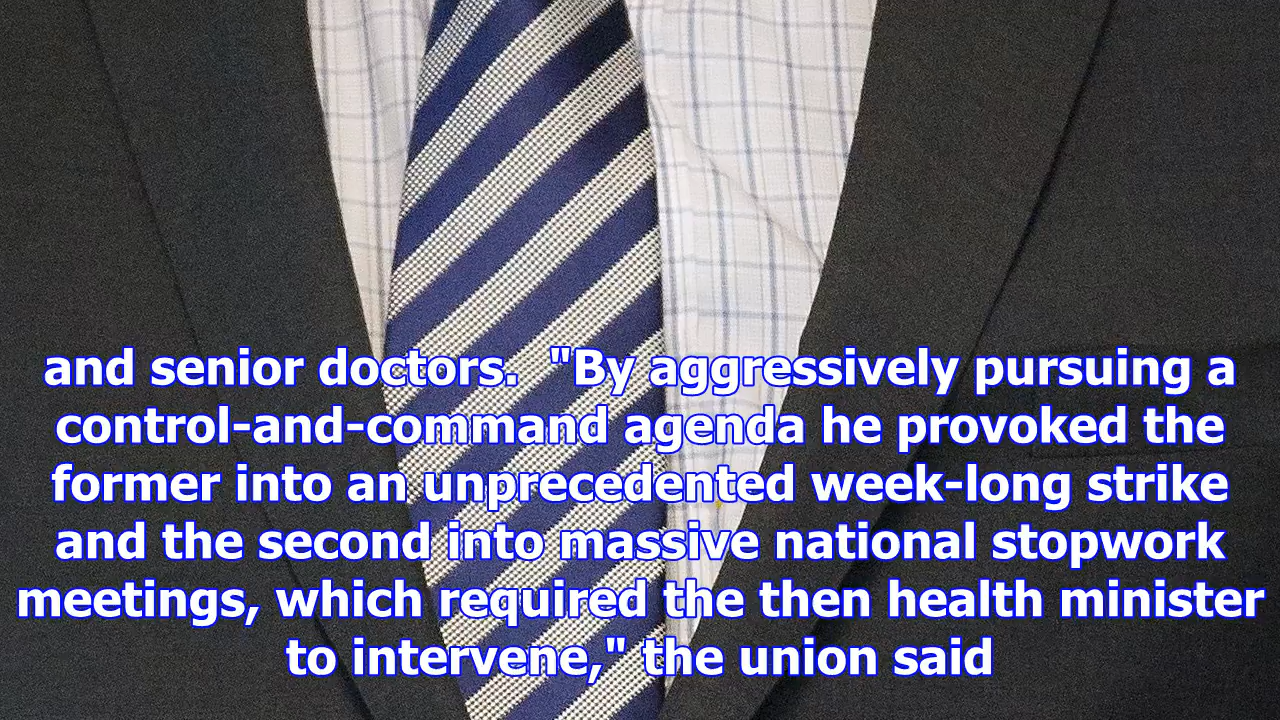 and senior doctors.  "By aggressively pursuing a
control-and-command agenda he provoked the
former into an unprecedented week-long strike
and the second into massive national stopwork
meetings, which required the then health minister
to intervene," the union said